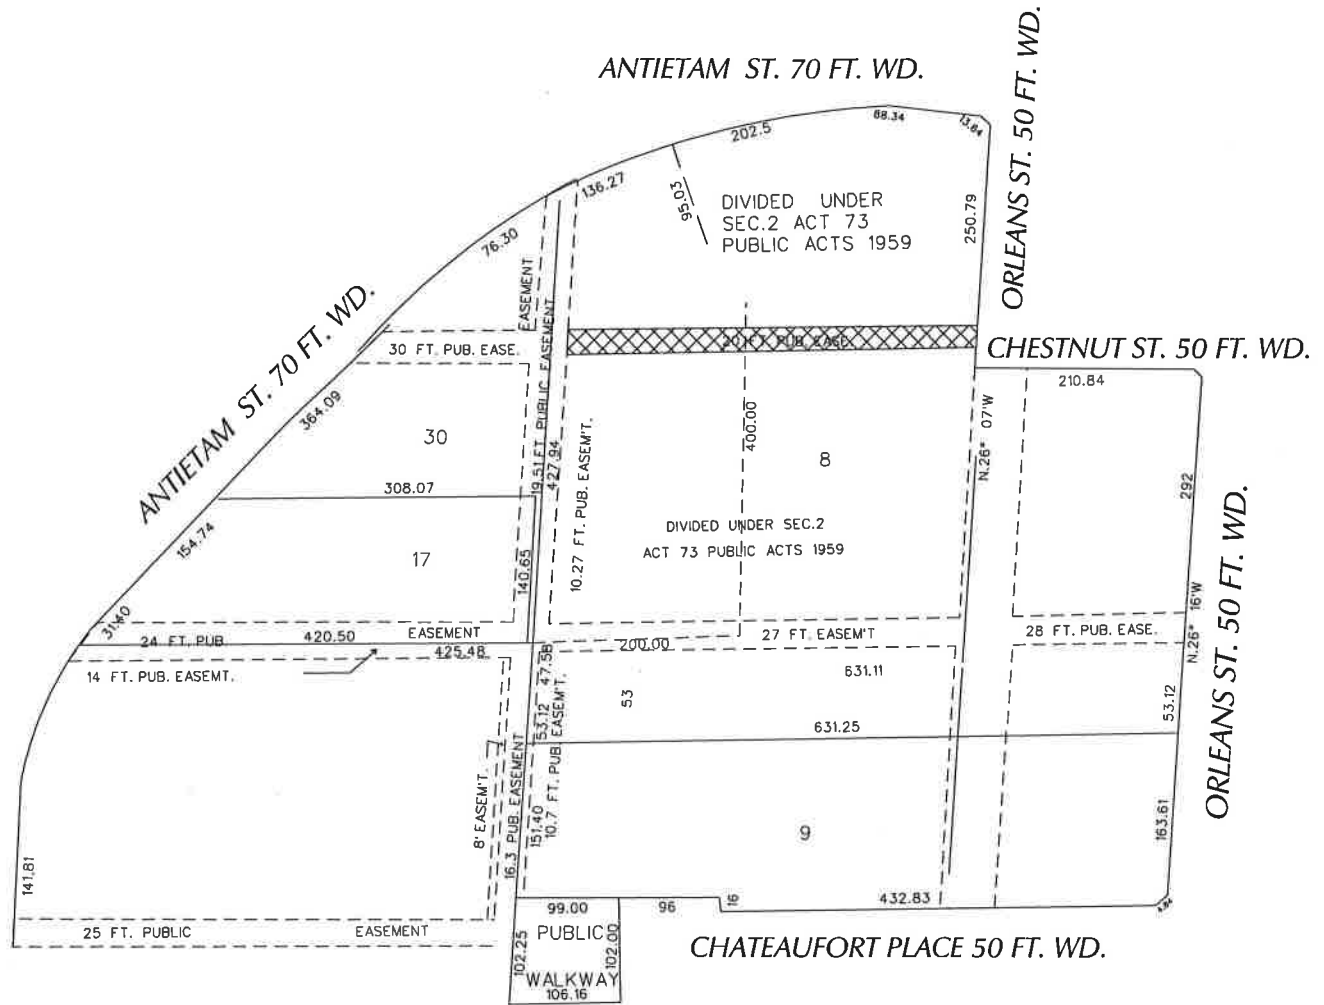 ANTIETAM ST. 70 FT. WD.
ORLEANS ST. 50 FT. WD.
202.5
88.34
13.64
136.27
95.03
DIVIDED UNDER
SEC.2 ACT 73
PUBLIC ACTS 1959
250.79
76.30
EASEMENT
ANTIETAM ST. 70 FT. WD.
30 FT. PUB. EASE.
20 FT. PUB. EASE.
CHESTNUT ST. 50 FT. WD.
210.84
364.09
19.51 FT. PUBLIC EASEMENT
427.94
10.27 FT. PUB. EASEM'T.
400.00
N.26° 07'W
30
8
308.07
292
154.74
17
140.65
DIVIDED UNDER SEC.2
ACT 73 PUBLIC ACTS 1959
ORLEANS ST. 50 FT. WD.
31.40
24 FT. PUB.
420.50
EASEMENT
425.48
200.00
27 FT. EASEM'T
28 FT. PUB. EASE.
N.26° 16'W
14 FT. PUB. EASEMT.
47.58
53.12
53
631.11
53.12
631.25
8' EASEM'T.
16.3 PUB. EASEMENT
151.40
10.7 FT. PUB. EASEM'T.
9
163.61
141.81
99.00
96
16
432.83
25 FT. PUBLIC
EASEMENT
PUBLIC
WALKWAY
102.25
102.00
106.16
CHATEAUFORT PLACE 50 FT. WD.